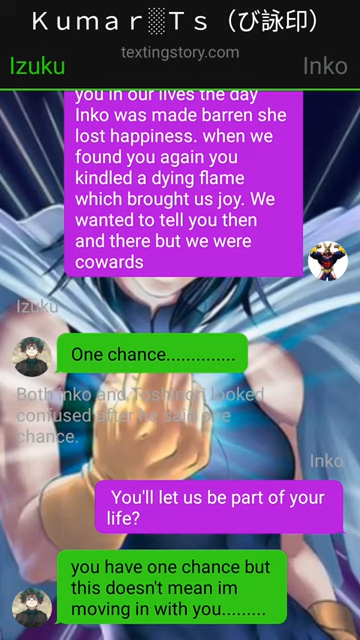 Ｋｕｍａｒ░Ｔｓ（び詠印）
textingstory.com
Izuku
Inko
you in our lives the day
Inko was made barren she
lost happiness. when we
found you again you
kindled a dying flame
which brought us joy. We
wanted to tell you then
and there but we were
cowards
Izuku
One chance..............
Both inko and Toshinori looked
confused after he said one
chance.
Inko
You'll let us be part of your
life?
you have one chance but
this doesn't mean im
moving in with you.........